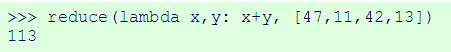 >>> reduce(lambda x,y: x+y, [47,11,42,13])
113